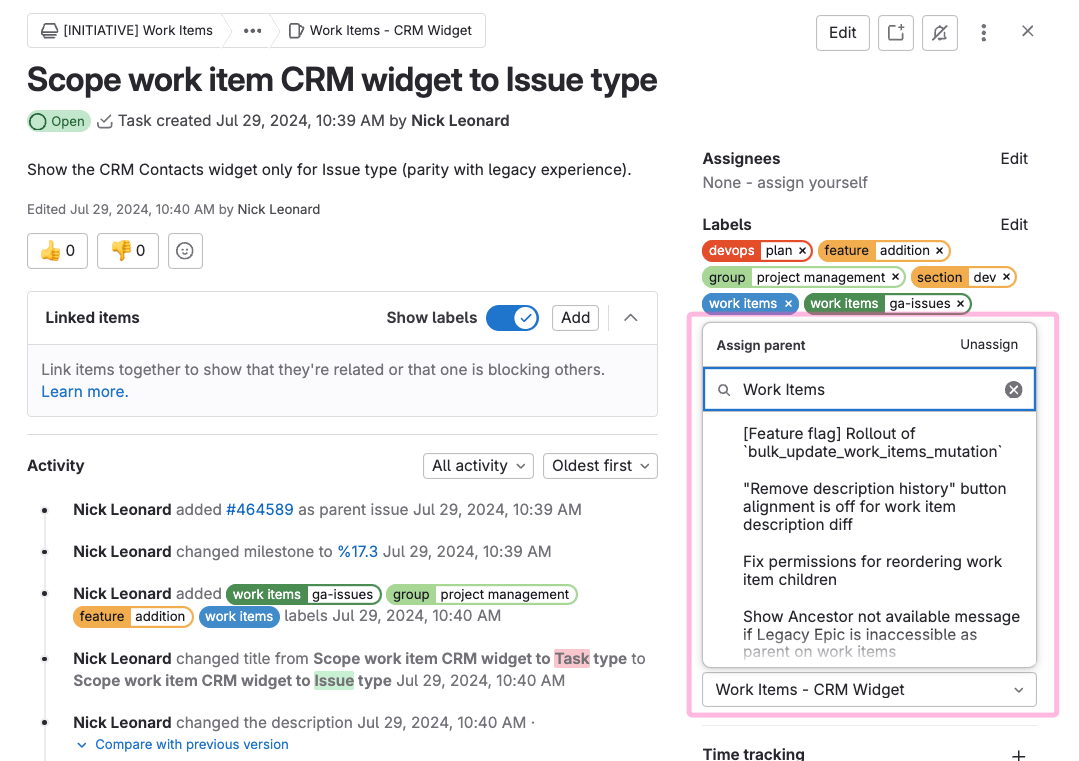 [INITIATIVE] Work Items ••• Work Items - CRM Widget
Edit
Scope work item CRM widget to Issue type
Open Task created Jul 29, 2024, 10:39 AM by Nick Leonard
Show the CRM Contacts widget only for Issue type (parity with legacy experience).
Edited Jul 29, 2024, 10:40 AM by Nick Leonard
👍 0 👎 0
Linked items Show labels Add
Link items together to show that they're related or that one is blocking others.
Learn more.
Activity All activity Oldest first
Nick Leonard added #464589 as parent issue Jul 29, 2024, 10:39 AM
Nick Leonard changed milestone to %17.3 Jul 29, 2024, 10:39 AM
Nick Leonard added work items ga-issues group project management
feature addition work items labels Jul 29, 2024, 10:40 AM
Nick Leonard changed title from Scope work item CRM widget to Task type to
Scope work item CRM widget to Issue type Jul 29, 2024, 10:40 AM
Nick Leonard changed the description Jul 29, 2024, 10:40 AM ·
Compare with previous version
Assignees Edit
None - assign yourself
Labels Edit
devops plan × feature addition ×
group project management × section dev ×
work items × work items ga-issues ×
Assign parent Unassign
Work Items
[Feature flag] Rollout of
`bulk_update_work_items_mutation`
"Remove description history" button
alignment is off for work item
description diff
Fix permissions for reordering work
item children
Show Ancestor not available message
if Legacy Epic is inaccessible as
parent on work items
Work Items - CRM Widget
Time tracking +